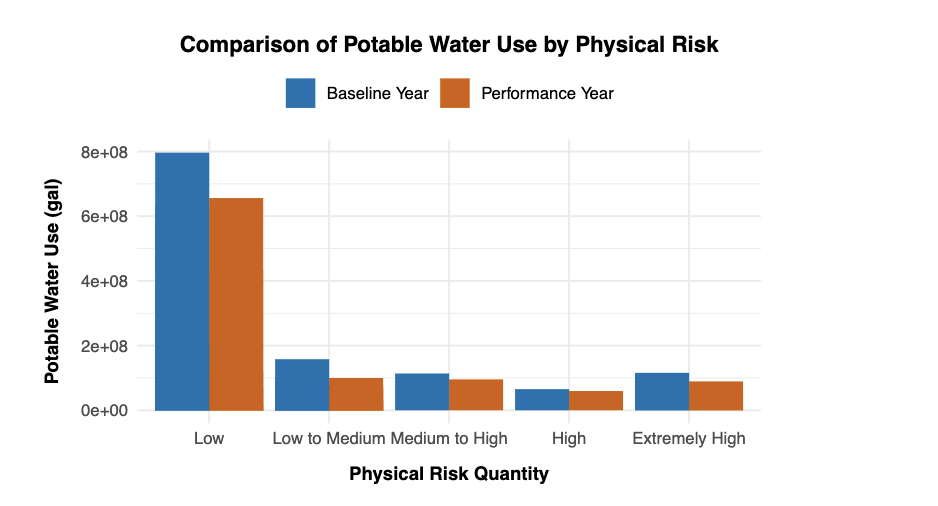 Comparison of Potable Water Use by Physical Risk
Baseline Year Performance Year
8e+08
6e+08
4e+08
2e+08
0e+00
Potable Water Use (gal)
Low Low to Medium Medium to High High Extremely High
Physical Risk Quantity